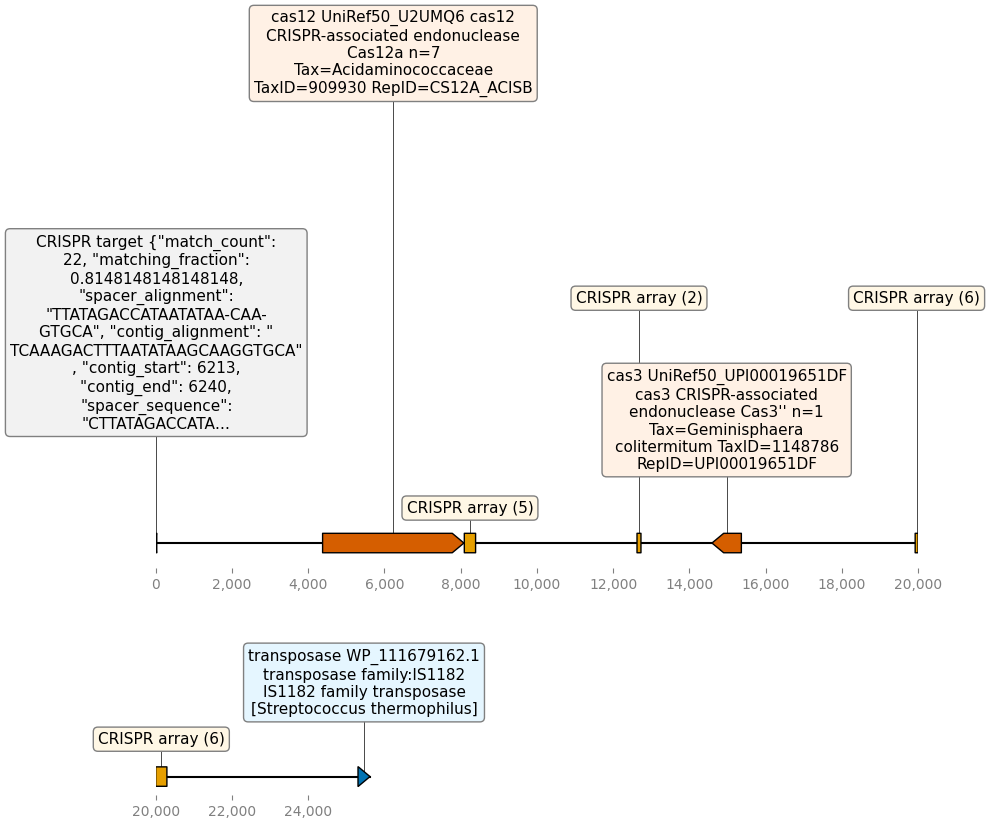 cas12 UniRef50_U2UMQ6 cas12
CRISPR-associated endonuclease
Cas12a n=7
Tax=Acidaminococcaceae
TaxID=909930 RepID=CS12A_ACISB
CRISPR target {"match_count":
22, "matching_fraction":
0.8148148148148148,
"spacer_alignment":
"TTATAGACCATAATATAA-CAA-
GTGCA", "contig_alignment": "
TCAAAGACTTTAATATAAGCAAGGTGCA"
, "contig_start": 6213,
"contig_end": 6240,
"spacer_sequence":
"CTTATAGACCATA...
CRISPR array (2)
CRISPR array (6)
cas3 UniRef50_UPI00019651DF
cas3 CRISPR-associated
endonuclease Cas3'' n=1
Tax=Geminisphaera
colitermitum TaxID=1148786
RepID=UPI00019651DF
CRISPR array (5)
0 2,000 4,000 6,000 8,000 10,000 12,000 14,000 16,000 18,000 20,000
transposase WP_111679162.1
transposase family:IS1182
IS1182 family transposase
[Streptococcus thermophilus]
CRISPR array (6)
20,000 22,000 24,000